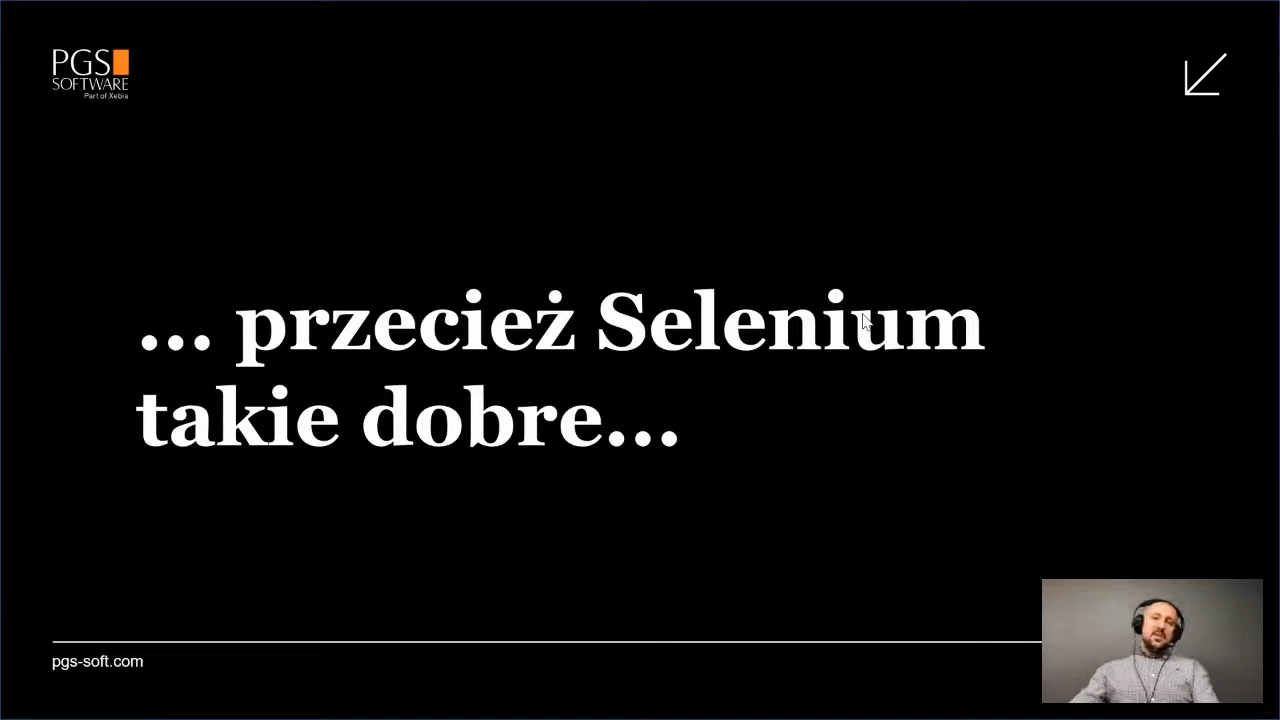 PGS
SOFTWARE
Part of Xebia
... przecież Selenium
takie dobre...
pgs-soft.com